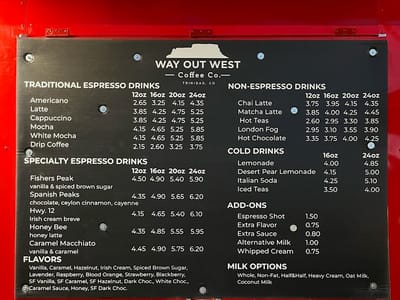 WAY OUT WEST
Coffee Co.
TRINIDAD, CO
TRADITIONAL ESPRESSO DRINKS
12oz 16oz 20oz 24oz
Americano 2.65 3.25 4.15 4.35
Latte 3.85 4.25 4.75 5.25
Cappuccino 3.85 4.25 4.75 5.25
Mocha 4.15 4.65 5.25 5.85
White Mocha 4.15 4.65 5.25 5.85
Drip Coffee 2.15 2.60 3.25 3.75
SPECIALTY ESPRESSO DRINKS
12oz 16oz 20oz 24oz
Fishers Peak 4.50 4.90 5.40 5.90
vanilla & spiced brown sugar
Spanish Peaks 4.35 4.90 5.65 6.20
chocolate, ceylon cinnamon, cayenne
Hwy. 12 4.15 4.65 5.40 6.10
Irish cream breve
Honey Bee 4.35 4.85 5.55 5.95
honey latte
Caramel Macchiato 4.45 4.90 5.75 6.20
vanilla & caramel
FLAVORS
Vanilla, Caramel, Hazelnut, Irish Cream, Spiced Brown Sugar,
Lavender, Raspberry, Blood Orange, Strawberry, Blackberry,
SF Vanilla, SF Caramel, SF Hazelnut, Dark Choc., White Choc.,
Caramel Sauce, Honey, SF Dark Choc.
NON-ESPRESSO DRINKS
12oz 16oz 20oz 24oz
Chai Latte 3.75 3.95 4.15 4.35
Matcha Latte 3.85 4.00 4.25 4.45
Hot Teas 2.60 2.95 3.30 3.85
London Fog 2.95 3.10 3.55 3.90
Hot Chocolate 3.35 3.75 4.00 4.25
COLD DRINKS
16oz 24oz
Lemonade 4.00 4.85
Desert Pear Lemonade 4.15 5.00
Italian Soda 4.25 5.10
Iced Teas 3.50 4.00
ADD-ONS
Espresso Shot 1.50
Extra Flavor 0.75
Extra Sauce 0.80
Alternative Milk 1.00
Whipped Cream 0.75
MILK OPTIONS
Whole, Non-Fat, Half&Half, Heavy Cream, Oat Milk,
Coconut Milk